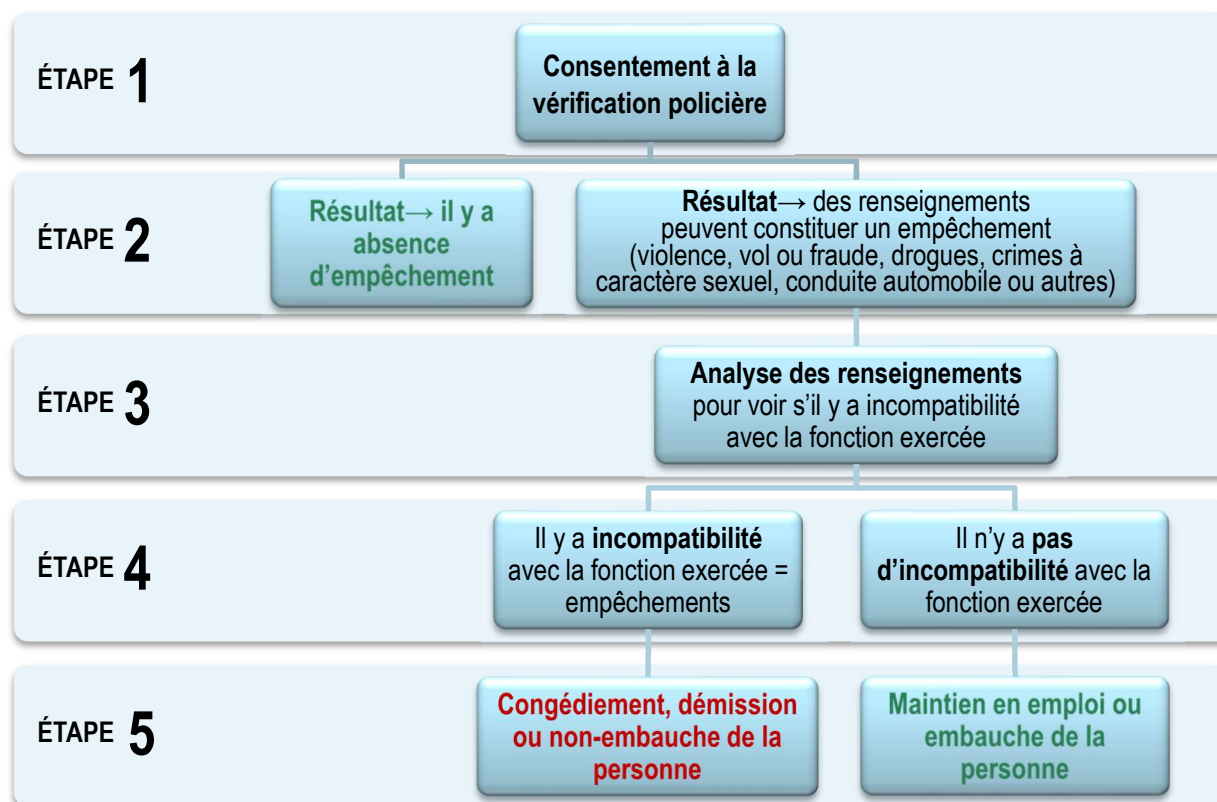 ÉTAPE 1
Consentement à la
vérification policière
ÉTAPE 2
Résultat→ il y a
absence
d'empêchement
Résultat→ des renseignements
peuvent constituer un empêchement
(violence, vol ou fraude, drogues, crimes à
caractère sexuel, conduite automobile ou autres)
ÉTAPE 3
Analyse des renseignements
pour voir s'il y a incompatibilité
avec la fonction exercée
ÉTAPE 4
Il y a incompatibilité
avec la fonction exercée =
empêchements
Il n'y a pas
d'incompatibilité avec la
fonction exercée
ÉTAPE 5
Congédiement, démission
ou non-embauche de la
personne
Maintien en emploi ou
embauche de la
personne